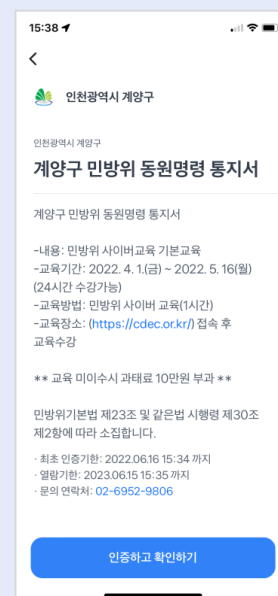 15:38
인천광역시 계양구
인천광역시 계양구
계양구 민방위 동원명령 통지서
계양구 민방위 동원명령 통지서
-내용: 민방위 사이버교육 기본교육
-교육기간: 2022. 4. 1.(금) ~ 2022. 5. 16(월)
(24시간 수강가능)
-교육방법: 민방위 사이버 교육(1시간)
-교육장소: (https://cdec.or.kr/) 접속 후
교육수강
** 교육 미이수시 과태료 10만원 부과 **
민방위기본법 제23조 및 같은법 시행령 제30조
제2항에 따라 소집합니다.
· 최초 인증기한: 2022.06.16 15:34 까지
· 열람기한: 2023.06.15 15:35 까지
· 문의 연락처: 02-6952-9806
인증하고 확인하기